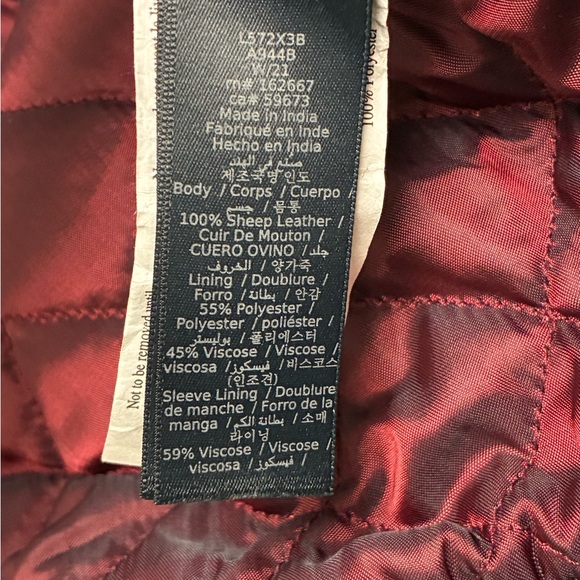 L572X3B
A944B
W/21
rn# 162667
ca# 59673
Made in India
Fabriqué en Inde
Hecho en India
صنع في الهند
제조국명 인도
Body / Corps / Cuerpo /
جسم / 몸통
100% Sheep Leather /
Cuir De Mouton /
CUERO OVINO / جلد
الخروف / 양가죽
Lining / Doublure /
Forro / بطانة / 안감
55% Polyester /
Polyester / poliéster /
بوليستر / 폴리에스터
45% Viscose / Viscose /
viscosa / فيسكوز / 비스코스
(인조견)
Sleeve Lining / Doublure
de manche / Forro de la
manga / بطانة الكم / 소매
라이닝
59% Viscose / Viscose /
viscosa / فيسكوز /
Not to be removed until
100% Polyester